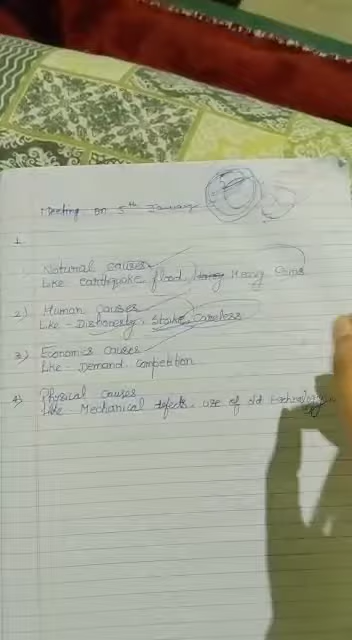 Meeting on 5th January
1.
Natural causes
like earthquake, flood, Heavy Rains
2) Human causes
like - Dishonesty, Strike, Careless
3) Economics causes
like - Demand, competition
4) Physical causes
like - Mechanical defects, use of old technology